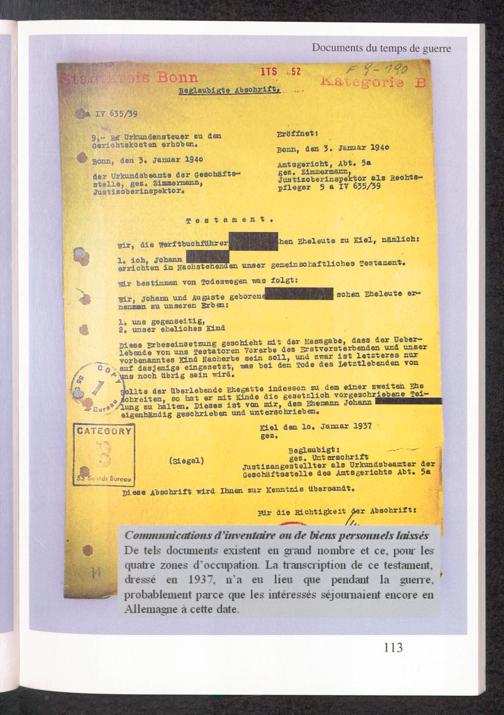 Documents du temps de guerre
Stadtkreis Bonn
ITS 52
F 9-190
Kategorie B
Beglaubigte Abschrift.
5a IV 635/39
9,- RM Urkundensteuer zu den
Gerichtskosten erhoben.
Bonn, den 3. Januar 1940
der Urkundsbeamte der Geschäfts-
stelle, gez. Zimmermann,
Justizoberinspektor.
Eröffnet:
Bonn, den 3. Januar 1940
Amtsgericht, Abt. 5a
gez. Zimmermann,
Justizoberinspektor als Rechts-
pfleger 5 a IV 635/39
Testament.
Wir, die Werftbuchführer hen Eheleute zu Kiel, nämlich:
1. ich, Johann
errichten im Nachstehenden unser gemeinschaftliches Testament.
Wir bestimmen von Todeswegen was folgt:
Wir, Johann und Auguste geborene schen Eheleute er-
nennen zu unseren Erben:
1. uns gegenseitig,
2. unser eheliches Kind
Diese Erbeseinsetzung geschieht mit der Massgabe, dass der Ueber-
lebende von uns Testatoren Vorerbe des Erstversterbenden und unser
vorbenanntes Kind Nacherbe sein soll, und zwar ist letzteres nur
auf dasjenige eingesetzt, was bei dem Tode des Letztlebenden von
uns noch übrig sein wird.
Sollte der überlebende Ehegatte indessen zu dem einer zweiten Ehe
schreiten, so hat er mit Kinde die gesetzlich vorgeschriebene Tei-
lung zu halten. Dieses ist von mir, dem Ehemann Johann
eigenhändig geschrieben und unterschrieben.
COPY
1
Bureau
Kiel den 10. Januar 1937
gez.
CATEGORY
B
Bureau
(Siegel)
Beglaubigt:
gez. Unterschrift
Justizangestellter als Urkundsbeamter der
Geschäftsstelle des Amtsgerichts Abt. 5a
Diese Abschrift wird Ihnen zur Kenntnis übersandt.
Für die Richtigkeit der Abschrift:
Communications d'inventaire ou de biens personnels laissés
De tels documents existent en grand nombre et ce, pour les
quatre zones d'occupation. La transcription de ce testament,
dressé en 1937, n'a eu lieu que pendant la guerre,
probablement parce que les intéressés séjournaient encore en
Allemagne à cette date.
113